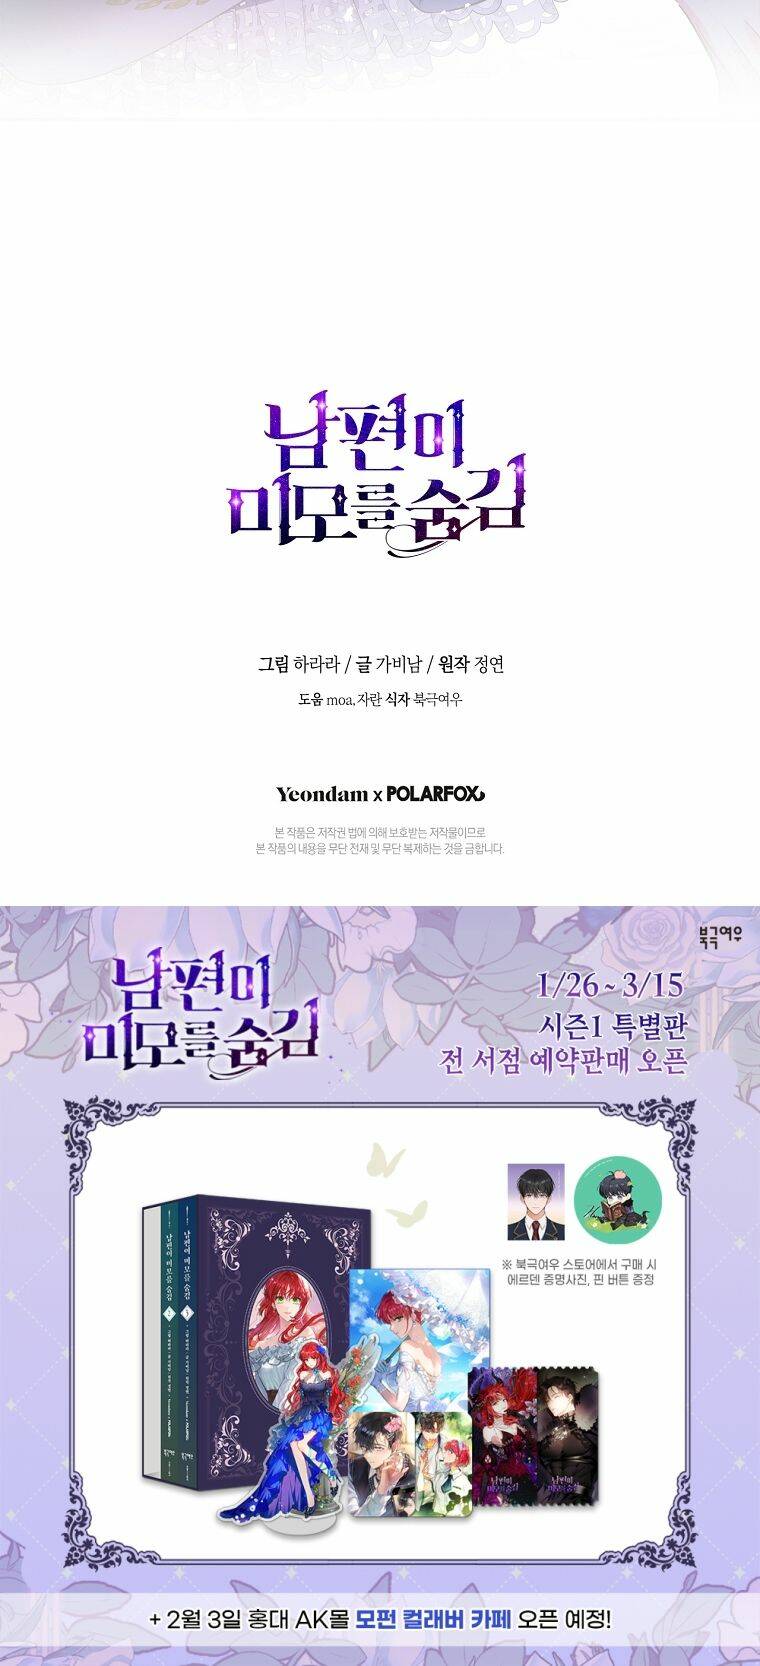 남편이
미모를 숨김
그림 하라라 / 글 가비남 / 원작 정연
도움 moa, 자란 식자 북극여우
Yeondam x POLARFOX
본 작품은 저작권 법에 의해 보호받는 저작물이므로
본 작품의 내용을 무단 전재 및 무단 복제하는 것을 금합니다.
북극여우
남편이
미모를 숨김
1/26 ~ 3/15
시즌1 특별판
전 서점 예약판매 오픈
※ 북극여우 스토어에서 구매 시
에르덴 증명사진, 핀 버튼 증정
남편이 미모를 숨김
2
남편이 미모를 숨김
남편이
미모를 숨김
남편이
미모를 숨김
+ 2월 3일 홍대 AK몰 모펀 컬래버 카페 오픈 예정!